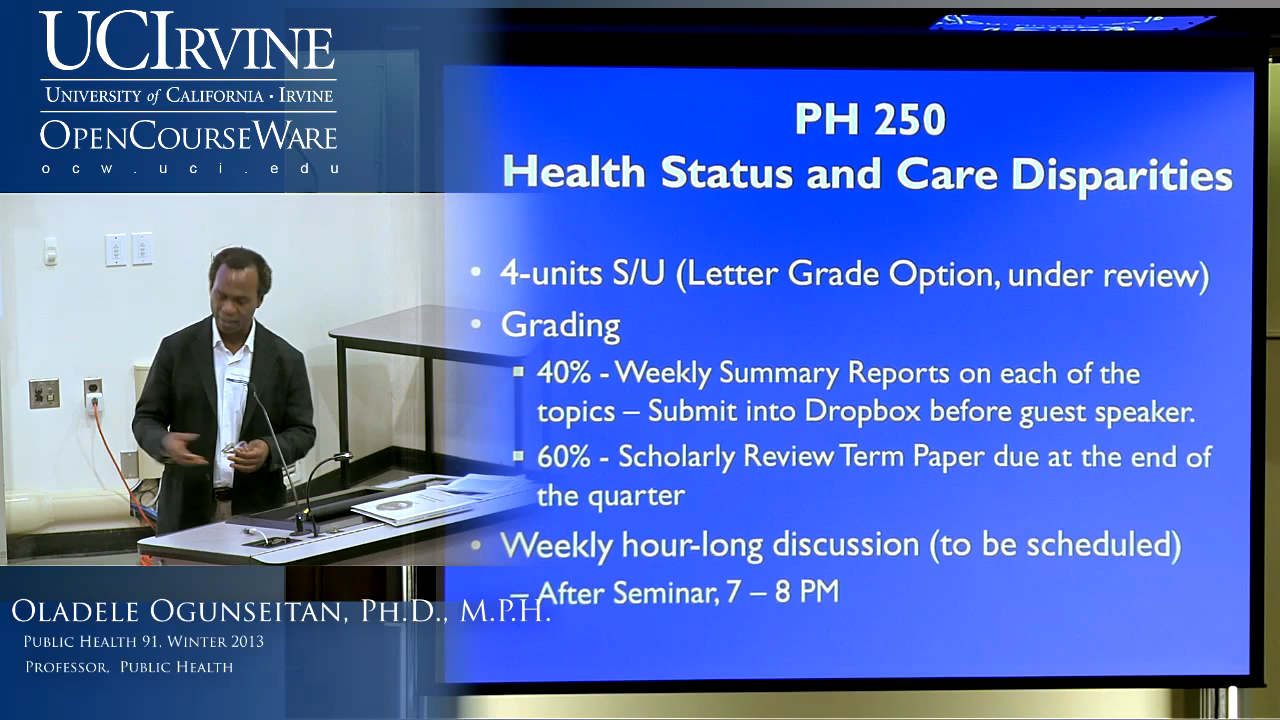 UCIRVINE
UNIVERSITY of CALIFORNIA · IRVINE
OPENCOURSEWARE
ocw.uci.edu
PH 250
Health Status and Care Disparities
• 4-units S/U (Letter Grade Option, under review)
• Grading
▪ 40% - Weekly Summary Reports on each of the
topics – Submit into Dropbox before guest speaker.
▪ 60% - Scholarly Review Term Paper due at the end of
the quarter
• Weekly hour-long discussion (to be scheduled)
– After Seminar, 7 – 8 PM
OLADELE OGUNSEITAN, PH.D., M.P.H.
PUBLIC HEALTH 91, WINTER 2013
PROFESSOR, PUBLIC HEALTH